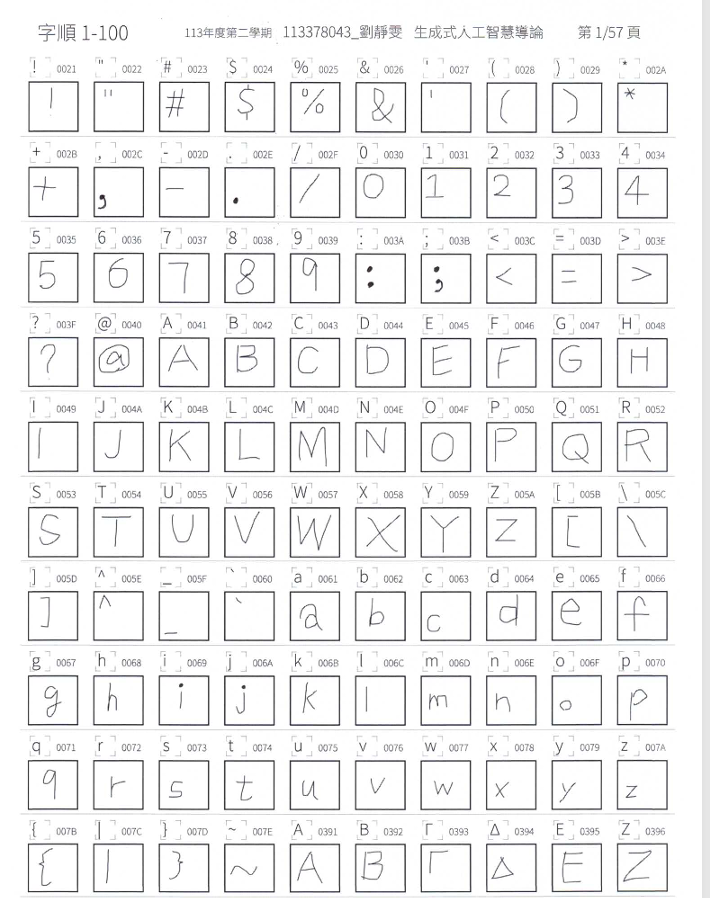 字順 1-100 113年度第二學期 113378043_劉靜雯 生成式人工智慧導論 第 1/57 頁
! 0021 " 0022 # 0023 $ 0024 % 0025 & 0026 ' 0027 ( 0028 ) 0029 * 002A
! " # $ % & ' ( ) *
+ 002B , 002C - 002D . 002E / 002F 0 0030 1 0031 2 0032 3 0033 4 0034
+ , - . / 0 1 2 3 4
5 0035 6 0036 7 0037 8 0038 9 0039 : 003A ; 003B < 003C = 003D > 003E
5 6 7 8 9 : ; < = >
? 003F @ 0040 A 0041 B 0042 C 0043 D 0044 E 0045 F 0046 G 0047 H 0048
? @ A B C D E F G H
I 0049 J 004A K 004B L 004C M 004D N 004E O 004F P 0050 Q 0051 R 0052
I J K L M N O P Q R
S 0053 T 0054 U 0055 V 0056 W 0057 X 0058 Y 0059 Z 005A [ 005B \ 005C
S T U V W X Y Z [ \
] 005D ^ 005E _ 005F ` 0060 a 0061 b 0062 c 0063 d 0064 e 0065 f 0066
] ^ _ ` a b c d e f
g 0067 h 0068 i 0069 j 006A k 006B l 006C m 006D n 006E o 006F p 0070
g h i j k l m n o p
q 0071 r 0072 s 0073 t 0074 u 0075 v 0076 w 0077 x 0078 y 0079 z 007A
q r s t u v w x y z
{ 007B | 007C } 007D ~ 007E Α 0391 Β 0392 Γ 0393 Δ 0394 Ε 0395 Ζ 0396
{ | } ~ Α Β Γ Δ Ε Ζ